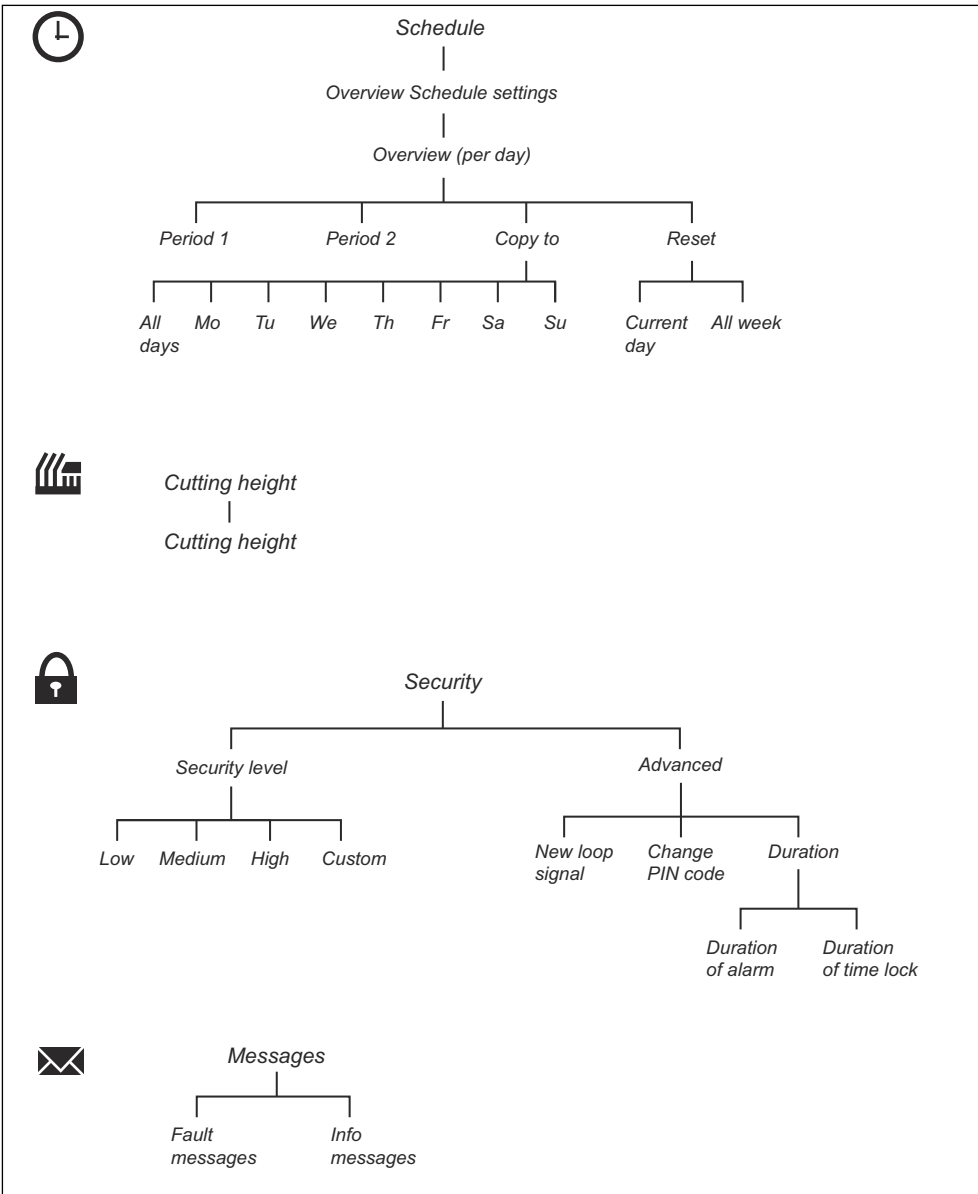 Schedule
Overview Schedule settings
Overview (per day)
Period 1 Period 2 Copy to Reset
All days Mo Tu We Th Fr Sa Su Current day All week
Cutting height
Cutting height
Security
Security level Advanced
Low Medium High Custom New loop signal Change PIN code Duration
Duration of alarm Duration of time lock
Messages
Fault messages Info messages